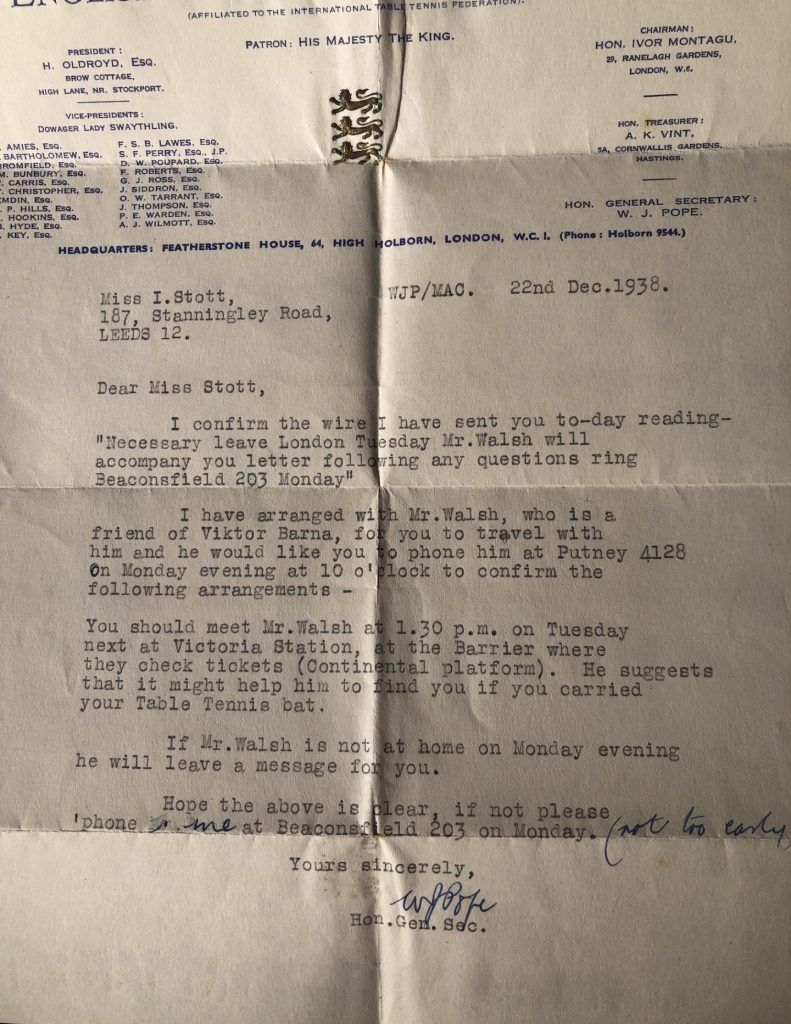 (AFFILIATED TO THE INTERNATIONAL TABLE TENNIS FEDERATION).
PATRON: HIS MAJESTY THE KING.
PRESIDENT:
H. OLDROYD, ESQ.
BROW COTTAGE,
HIGH LANE, NR. STOCKPORT.
VICE-PRESIDENTS:
DOWAGER LADY SWAYTHLING.
AMIES, ESQ.
BARTHOLOMEW, ESQ.
BROMFIELD, ESQ.
M. BUNBURY, ESQ.
CARRIS, ESQ.
CHRISTOPHER, ESQ.
EMDIN, ESQ.
P. HILLS, ESQ.
HOOKINS, ESQ.
HYDE, ESQ.
KEY, ESQ.
F. S. B. LAWES, ESQ.
S. F. PERRY, ESQ., J.P.
D. W. POUPARD, ESQ.
F. ROBERTS, ESQ.
G. J. ROSS, ESQ.
J. SIDDRON, ESQ.
O. W. TARRANT, ESQ.
J. THOMPSON, ESQ.
P. E. WARDEN, ESQ.
A. J. WILMOTT, ESQ.
CHAIRMAN:
HON. IVOR MONTAGU,
29, RANELAGH GARDENS,
LONDON, W.6.
HON. TREASURER:
A. K. VINT,
5A, CORNWALLIS GARDENS,
HASTINGS.
HON. GENERAL SECRETARY:
W. J. POPE.
HEADQUARTERS: FEATHERSTONE HOUSE, 64, HIGH HOLBORN, LONDON, W.C.1. (Phone: Holborn 9544.)
WJP/MAC. 22nd Dec.1938.
Miss I.Stott,
187, Stanningley Road,
LEEDS 12.
Dear Miss Stott,
I confirm the wire I have sent you to-day reading-
"Necessary leave London Tuesday Mr.Walsh will
accompany you letter following any questions ring
Beaconsfield 203 Monday"
I have arranged with Mr.Walsh, who is a
friend of Viktor Barna, for you to travel with
him and he would like you to phone him at Putney 4128
On Monday evening at 10 o'clock to confirm the
following arrangements -
You should meet Mr.Walsh at 1.30 p.m. on Tuesday
next at Victoria Station, at the Barrier where
they check tickets (Continental platform). He suggests
that it might help him to find you if you carried
your Table Tennis bat.
If Mr.Walsh is not at home on Monday evening
he will leave a message for you.
Hope the above is clear, if not please
'phone me at Beaconsfield 203 on Monday. (not too early
Yours sincerely,
WJPope
Hon.Gen.Sec.